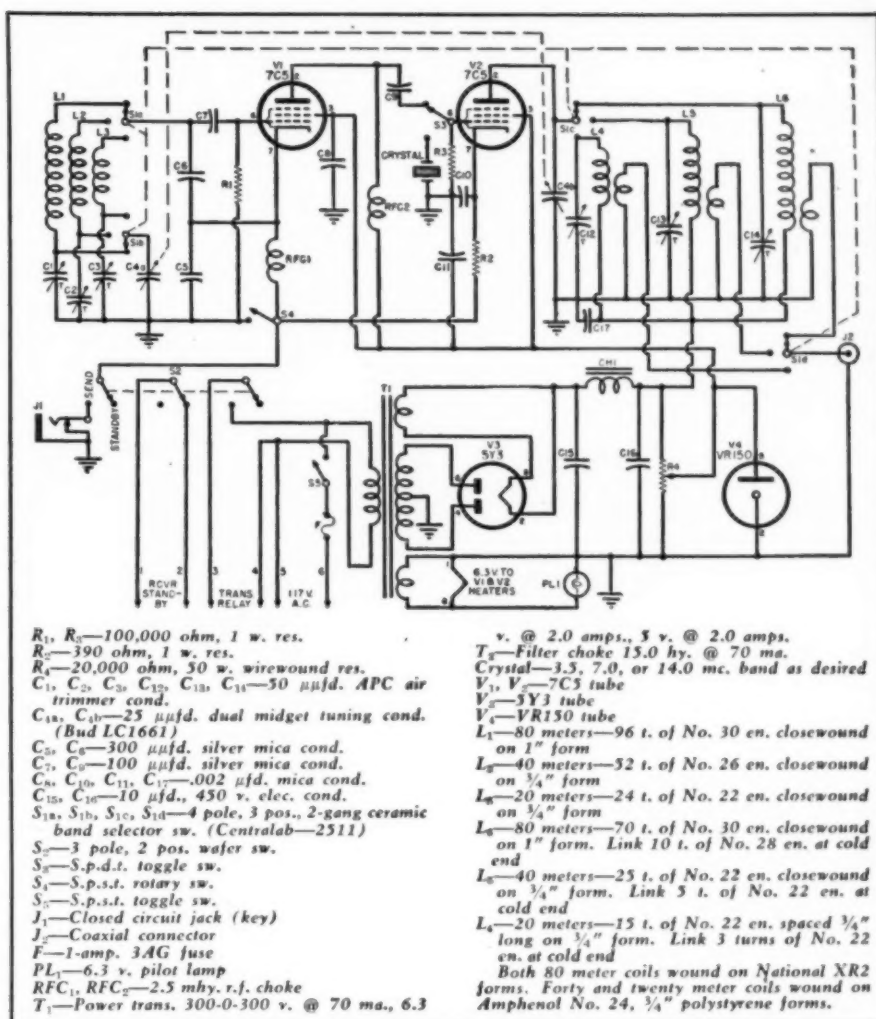 V1
7C5
V2
7C5
L1
L2
L3
S1a
S1b
C7
C6
C5
R1
C8
RFC1
RFC2
C9
S3
CRYSTAL
R3
C10
C11
R2
S4
C1
C2
C3
C4a
C4b
S1c
L4
L5
L6
C12
C13
C14
C17
S1d
J2
J1
SEND
STANDBY
S2
S5
F
T1
V3
5Y3
CH1
C15
C16
R4
V4
VR150
PL1
6.3 V. TO
V1 & V2
HEATERS
1
2
3
4
5
6
RCVR
STAND-
BY
TRANS
RELAY
117 V.
A.C.
R₁, R₃—100,000 ohm, 1 w. res.
R₂—390 ohm, 1 w. res.
R₄—20,000 ohm, 50 w. wirewound res.
C₁, C₂, C₃, C₁₂, C₁₃, C₁₄—50 μμfd. APC air
trimmer cond.
C₄ₐ, C₄b—25 μμfd. dual midget tuning cond.
(Bud LC1661)
C₅, C₆—300 μμfd. silver mica cond.
C₇, C₉—100 μμfd. silver mica cond.
C₈, C₁₀, C₁₁, C₁₇—.002 μfd. mica cond.
C₁₅, C₁₆—10 μfd., 450 v. elec. cond.
S₁ₐ, S₁b, S₁c, S₁d—4 pole, 3 pos., 2-gang ceramic
band selector sw. (Centralab—2511)
S₂—3 pole, 2 pos. wafer sw.
S₃—S.p.d.t. toggle sw.
S₄—S.p.s.t. rotary sw.
S₅—S.p.s.t. toggle sw.
J₁—Closed circuit jack (key)
J₂—Coaxial connector
F—1-amp. 3AG fuse
PL₁—6.3 v. pilot lamp
RFC₁, RFC₂—2.5 mhy. r.f. choke
T₁—Power trans. 300-0-300 v. @ 70 ma., 6.3
v. @ 2.0 amps., 5 v. @ 2.0 amps.
T₂—Filter choke 15.0 hy. @ 70 ma.
Crystal—3.5, 7.0, or 14.0 mc. band as desired
V₁, V₂—7C5 tube
V₃—5Y3 tube
V₄—VR150 tube
L₁—80 meters—96 t. of No. 30 en. closewound
on 1" form
L₂—40 meters—52 t. of No. 26 en. closewound
on ¾" form
L₃—20 meters—24 t. of No. 22 en. closewound
on ¾" form
L₆—80 meters—70 t. of No. 30 en. closewound
on 1" form. Link 10 t. of No. 28 en. at cold
end
L₅—40 meters—25 t. of No. 22 en. closewound
on ¾" form. Link 5 t. of No. 22 en. at
cold end
L₄—20 meters—15 t. of No. 22 en. spaced ¾"
long on ¾" form. Link 3 turns of No. 22
en. at cold end
Both 80 meter coils wound on National XR2
forms. Forty and twenty meter coils wound on
Amphenol No. 24, ¾" polystyrene forms.